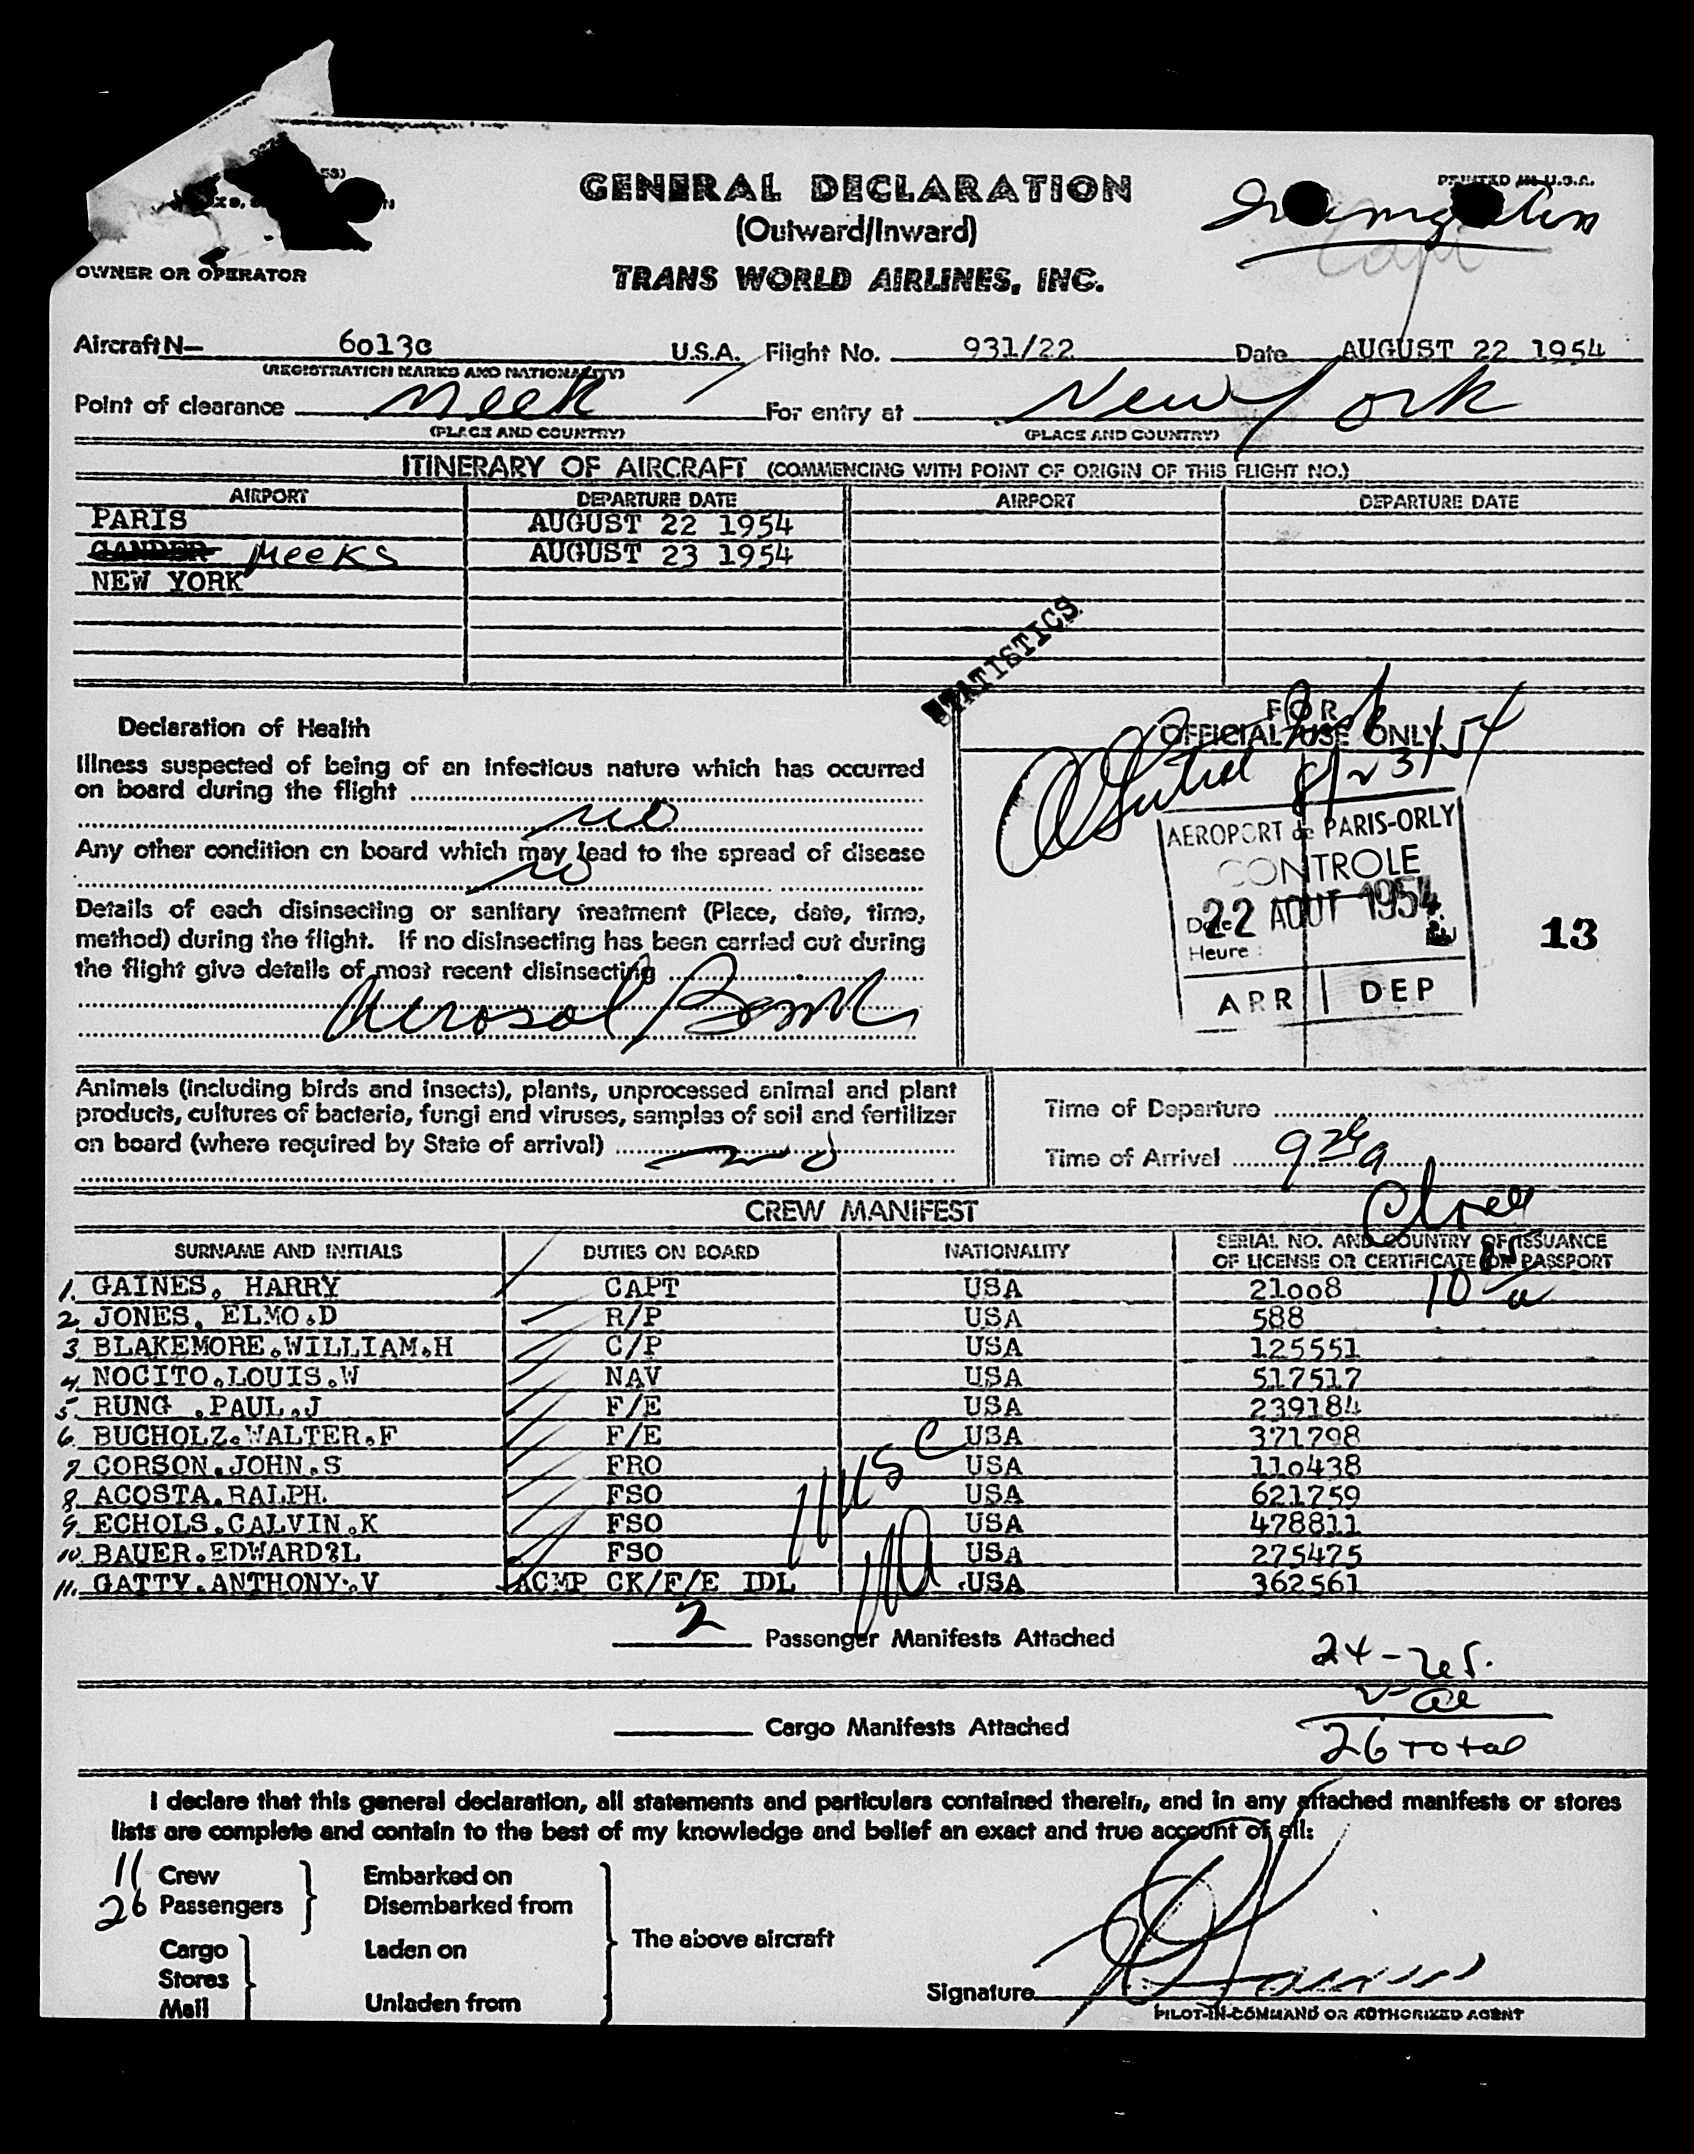 GENERAL DECLARATION
PRINTED IN U.S.A.
(Outward/Inward)
OWNER OR OPERATOR
TRANS WORLD AIRLINES, INC.
Capt
Aircraft N— 6013C U.S.A. Flight No. 931/22 Date AUGUST 22 1954
(REGISTRATION MARKS AND NATIONALITY)
Point of clearance Meek For entry at New York
(PLACE AND COUNTRY) (PLACE AND COUNTRY)
ITINERARY OF AIRCRAFT (COMMENCING WITH POINT OF ORIGIN OF THIS FLIGHT NO.)
AIRPORT DEPARTURE DATE AIRPORT DEPARTURE DATE
PARIS AUGUST 22 1954
GANDER MEEKS AUGUST 23 1954
NEW YORK
STATISTICS
Declaration of Health
FOR
OFFICIAL USE ONLY
Illness suspected of being of an infectious nature which has occurred
on board during the flight
no
Any other condition on board which may lead to the spread of disease
no
Details of each disinsecting or sanitary treatment (Place, date, time,
method) during the flight. If no disinsecting has been carried out during
the flight give details of most recent disinsecting
Aerosol Bomb
8/23/54
AEROPORT de PARIS-ORLY
CONTROLE
Date 22 AOUT 1954
Heure :
ARR DEP
13
Animals (including birds and insects), plants, unprocessed animal and plant
products, cultures of bacteria, fungi and viruses, samples of soil and fertilizer
on board (where required by State of arrival)
Time of Departure
Time of Arrival
CREW MANIFEST
SURNAME AND INITIALS DUTIES ON BOARD NATIONALITY SERIAL NO. AND COUNTRY OF ISSUANCE
OF LICENSE OR CERTIFICATE OR PASSPORT
1. GAINES, HARRY CAPT USA 21008
2. JONES, ELMO.D R/P USA 588
3. BLAKEMORE.WILLIAM.H C/P USA 125551
4. NOCITO.LOUIS.W NAV USA 517517
5. RUNG .PAUL.J F/E USA 239184
6. BUCHOLZ.WALTER.F F/E USA 371798
7. CORSON.JOHN.S FRO USA 110438
8. ACOSTA.RALPH. FSO USA 621759
9. ECHOLS.CALVIN.K FSO USA 478811
10. BAUER.EDWARD?L FSO USA 275475
11. GATTY.ANTHONY.V ACMP CK/F/E IDL USA 362561
11 USC
11 A
2 Passenger Manifests Attached
24 - US.
2 - al
Cargo Manifests Attached
26 Total
I declare that this general declaration, all statements and particulars contained therein, and in any attached manifests or stores
lists are complete and contain to the best of my knowledge and belief an exact and true account of all:
11 Crew Embarked on
26 Passengers Disembarked from
The above aircraft
Cargo Laden on
Stores
Mail Unladen from
Signature
PILOT-IN-COMMAND OR AUTHORIZED AGENT